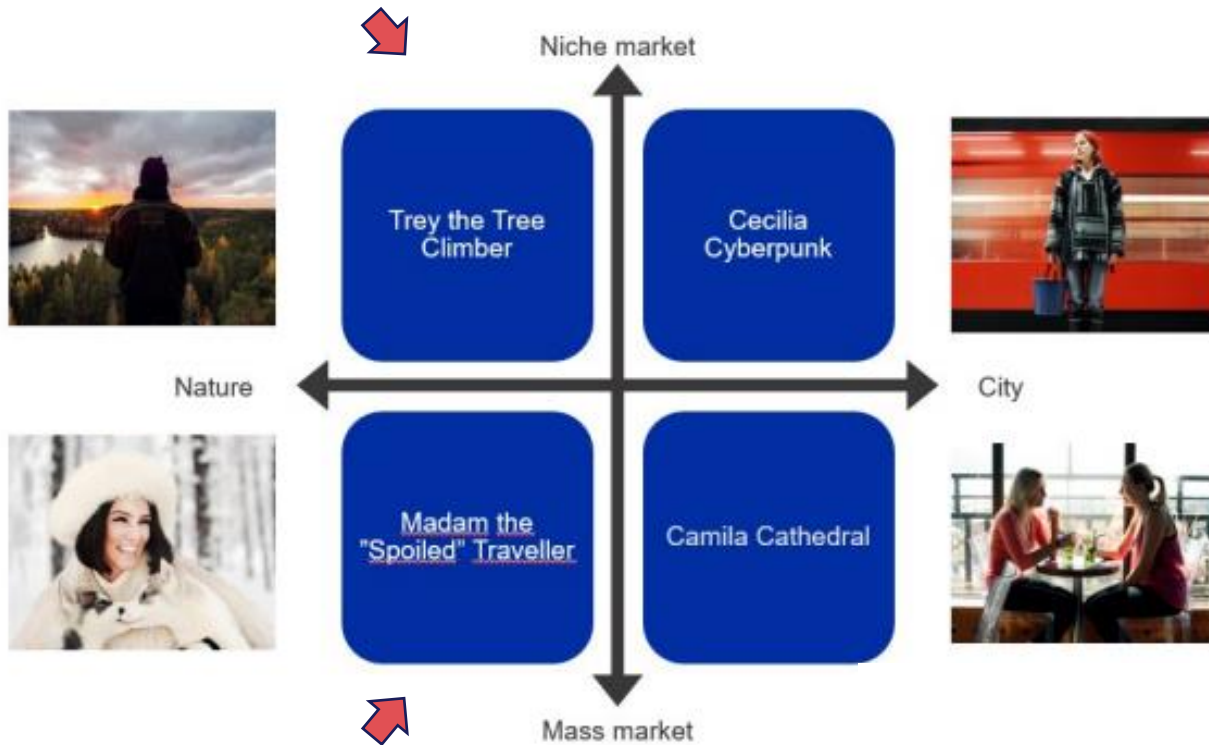 Niche market
Trey the Tree
Climber
Cecilia
Cyberpunk
Nature
City
Madam the
"Spoiled" Traveller
Camila Cathedral
Mass market